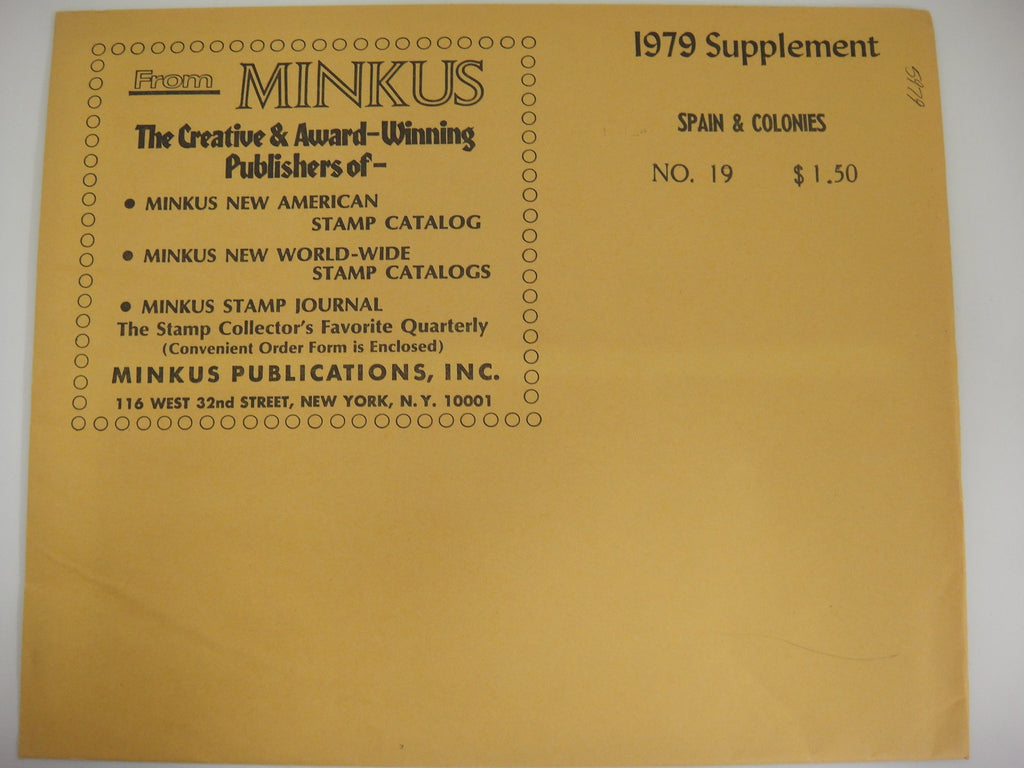 From MINKUS
The Creative & Award-Winning
Publishers of-
• MINKUS NEW AMERICAN
STAMP CATALOG
• MINKUS NEW WORLD-WIDE
STAMP CATALOGS
• MINKUS STAMP JOURNAL
The Stamp Collector's Favorite Quarterly
(Convenient Order Form is Enclosed)
MINKUS PUBLICATIONS, INC.
116 WEST 32nd STREET, NEW YORK, N.Y. 10001
1979 Supplement
SPAIN & COLONIES
NO. 19 $1.50